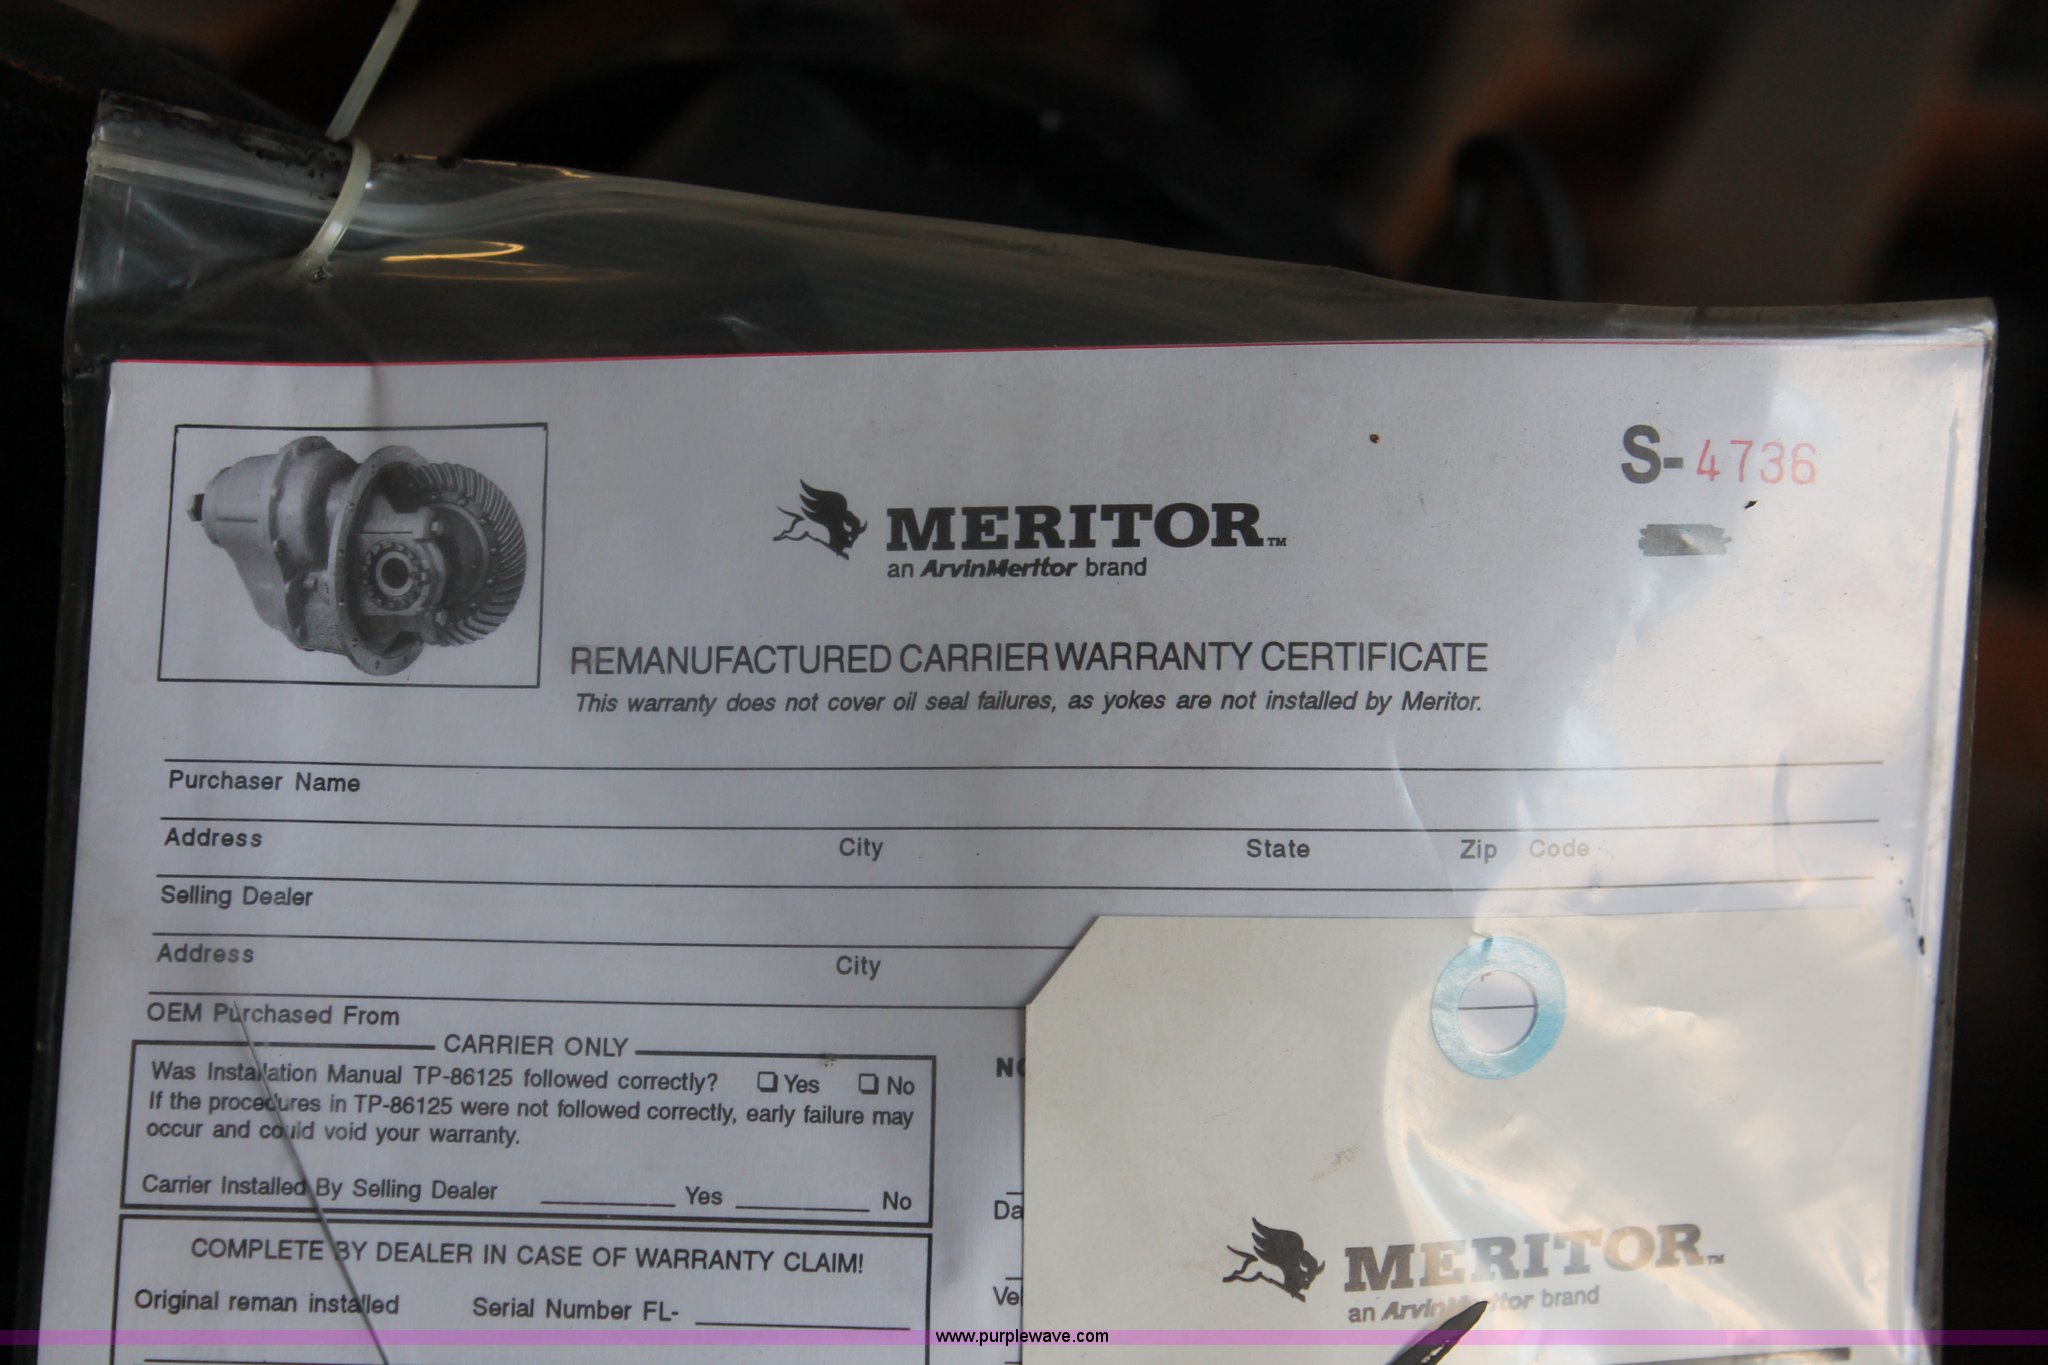 S-4736
MERITOR™
an ArvinMeritor brand
REMANUFACTURED CARRIER WARRANTY CERTIFICATE
This warranty does not cover oil seal failures, as yokes are not installed by Meritor.
Purchaser Name
Address City State Zip Code
Selling Dealer
Address City
OEM Purchased From
CARRIER ONLY
Was Installation Manual TP-86125 followed correctly? ❏ Yes ❏ No
If the procedures in TP-86125 were not followed correctly, early failure may
occur and could void your warranty.
Carrier Installed By Selling Dealer Yes No
COMPLETE BY DEALER IN CASE OF WARRANTY CLAIM!
Original reman installed Serial Number FL-
MERITOR™
an ArvinMeritor brand
www.purplewave.com